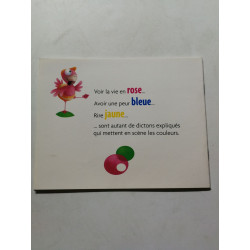 Voir la vie en rose...
Avoir une peur bleue...
Rire jaune...
... sont autant de dictons expliqués
qui mettent en scène les couleurs.